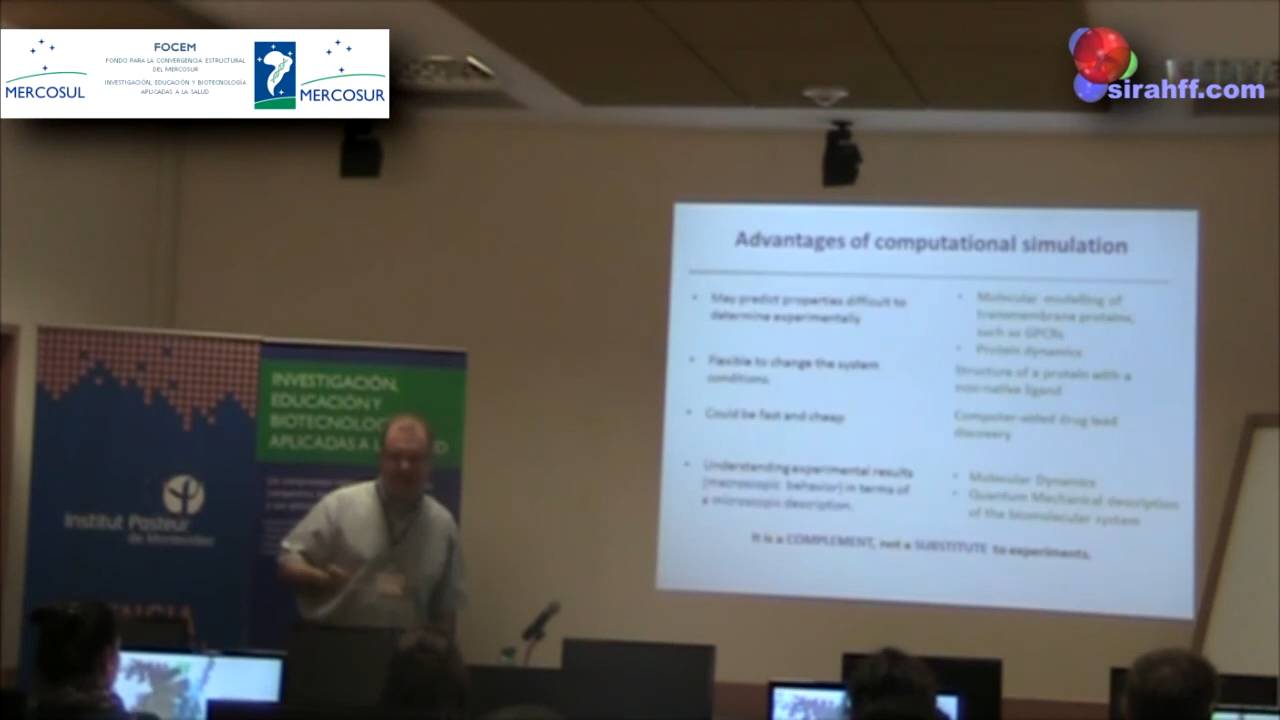 FOCEM
FONDO PARA LA CONVERGENCIA ESTRUCTURAL
DEL MERCOSUR
INVESTIGACIÓN, EDUCACIÓN Y BIOTECNOLOGÍA
APLICADAS A LA SALUD
MERCOSUL
MERCOSUR
sirahff.com
Advantages of computational simulation
• May predict properties difficult to
determine experimentally
• Molecular modelling of
transmembrane proteins,
such as GPCRs
• Protein dynamics
• Flexible to change the system
conditions.
Structure of a protein with a
non-native ligand
• Could be fast and cheap
Computer-aided drug lead
discovery
• Understanding experimental results
(macroscopic behavior) in terms of
a microscopic description.
• Molecular Dynamics
• Quantum Mechanical description
of the biomolecular system
It is a COMPLEMENT, not a SUBSTITUTE to experiments.
INVESTIGACIÓN,
EDUCACIÓN Y
APLICADAS A
Institut Pasteur
de Montevideo